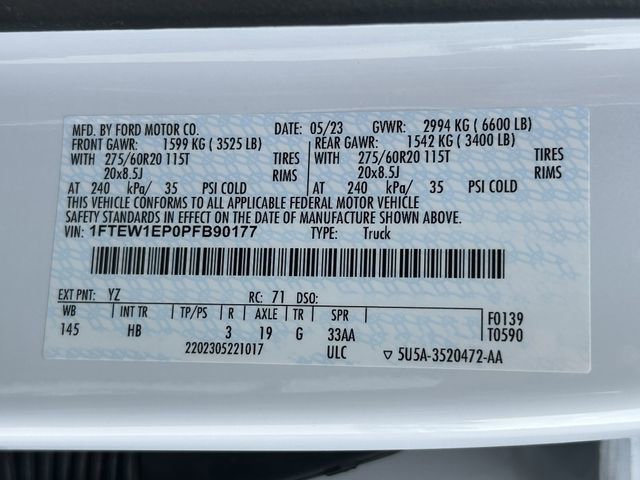 MFD. BY FORD MOTOR CO. DATE: 05/23 GVWR: 2994 KG ( 6600 LB)
FRONT GAWR: 1599 KG ( 3525 LB) REAR GAWR: 1542 KG ( 3400 LB)
WITH 275/60R20 115T TIRES WITH 275/60R20 115T TIRES
20x8.5J RIMS 20x8.5J RIMS
AT 240 kPa/ 35 PSI COLD AT 240 kPa/ 35 PSI COLD
THIS VEHICLE CONFORMS TO ALL APPLICABLE FEDERAL MOTOR VEHICLE
SAFETY STANDARDS IN EFFECT ON THE DATE OF MANUFACTURE SHOWN ABOVE.
VIN: 1FTEW1EP0PFB90177 TYPE: Truck
EXT PNT: YZ RC: 71 DSO:
WB INT TR TP/PS R AXLE TR SPR F0139
145 HB 3 19 G 33AA T0590
2202305221017 ULC ▽ 5U5A-3520472-AA